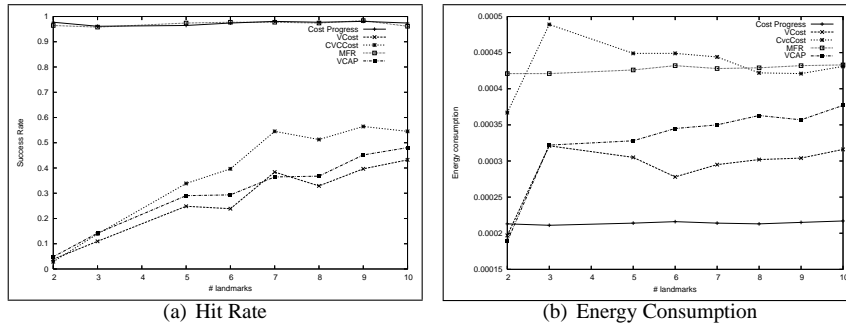 1
0.9
0.8
0.7
0.6
0.5
0.4
0.3
0.2
0.1
0
Success Rate
2
3
4
5
6
7
8
9
10
# landmarks
Cost Progress
VCost
CVCCost
MFR
VCAP
(a) Hit Rate
0.0005
0.00045
0.0004
0.00035
0.0003
0.00025
0.0002
0.00015
Energy consumption
2
3
4
5
6
7
8
9
10
# landmarks
Cost Progress
VCost
CvcCost
MFR
VCAP
(b) Energy Consumption